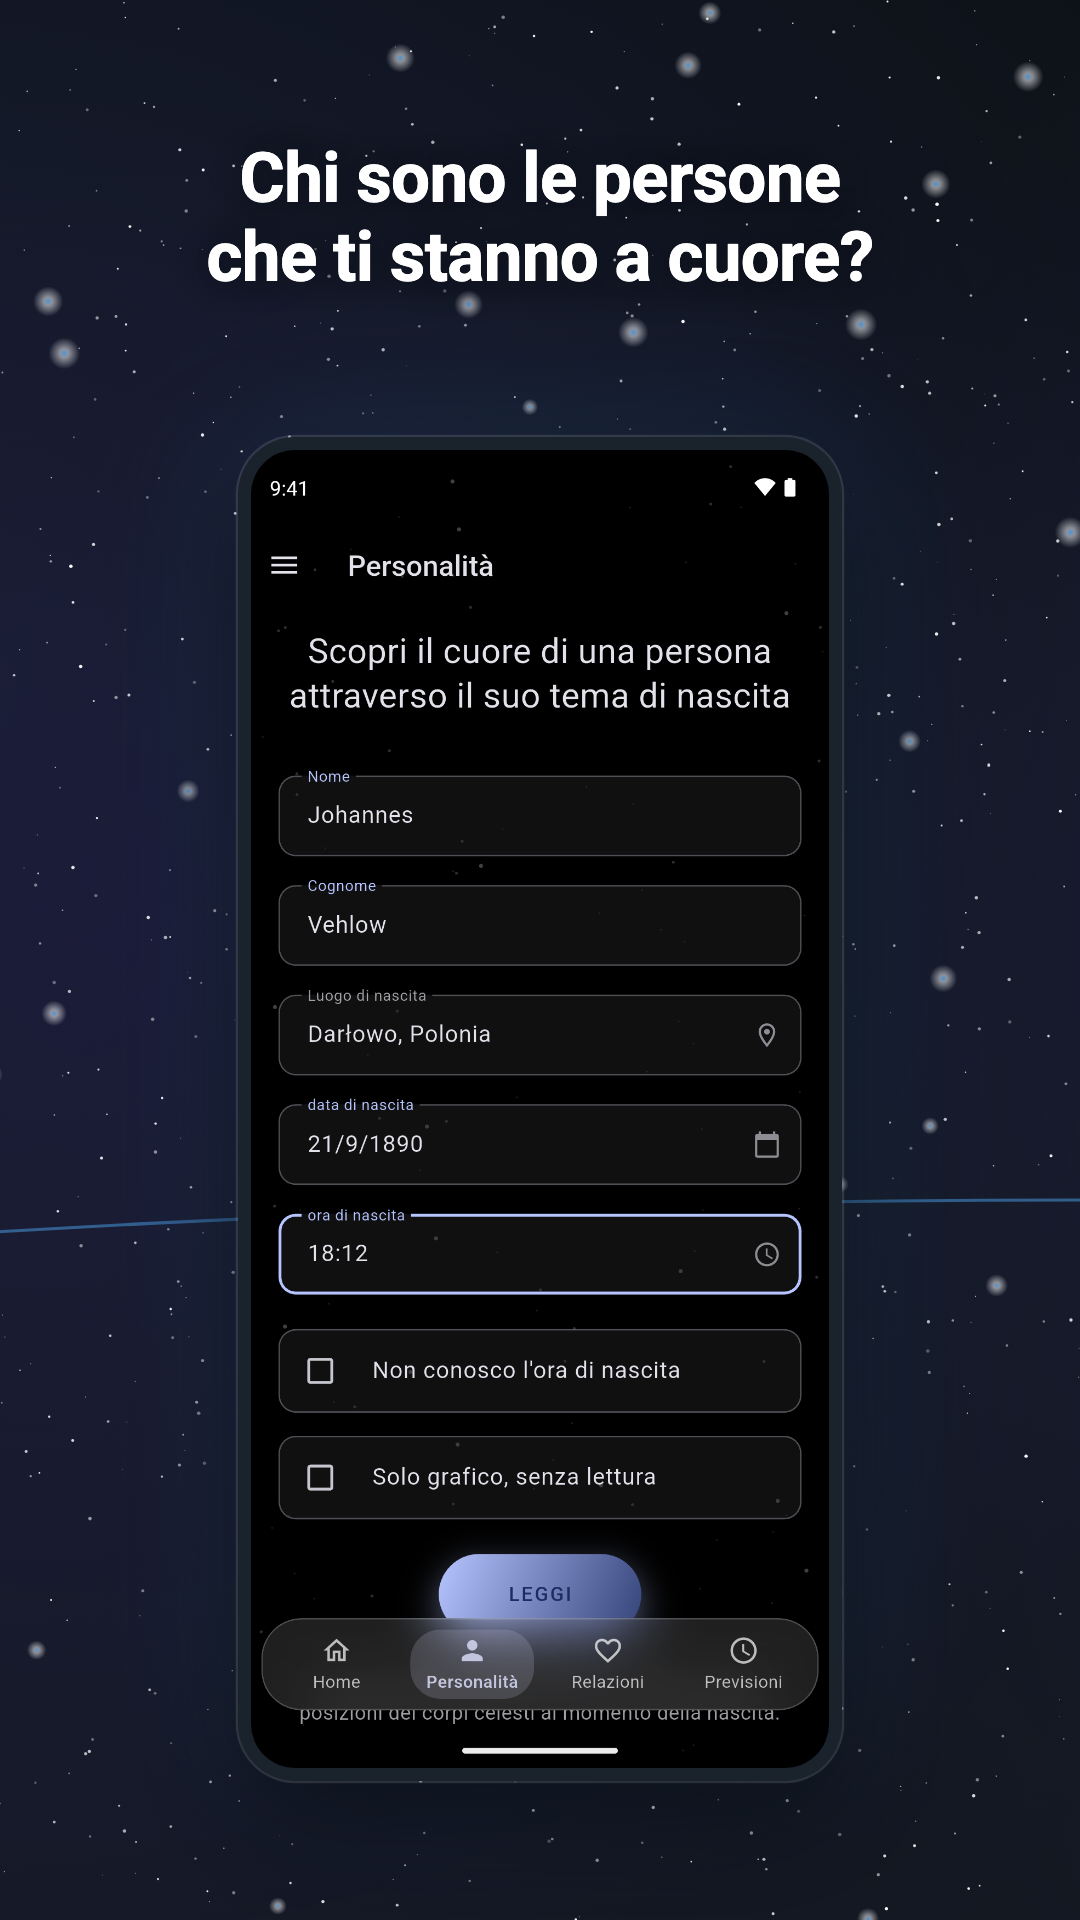 Chi sono le persone
che ti stanno a cuore?
9:41
Personalità
Scopri il cuore di una persona
attraverso il suo tema di nascita
Nome
Johannes
Cognome
Vehlow
Luogo di nascita
Darłowo, Polonia
data di nascita
21/9/1890
ora di nascita
18:12
Non conosco l'ora di nascita
Solo grafico, senza lettura
LEGGI
Home
Personalità
Relazioni
Previsioni
posizioni dei corpi celesti al momento della nascita.